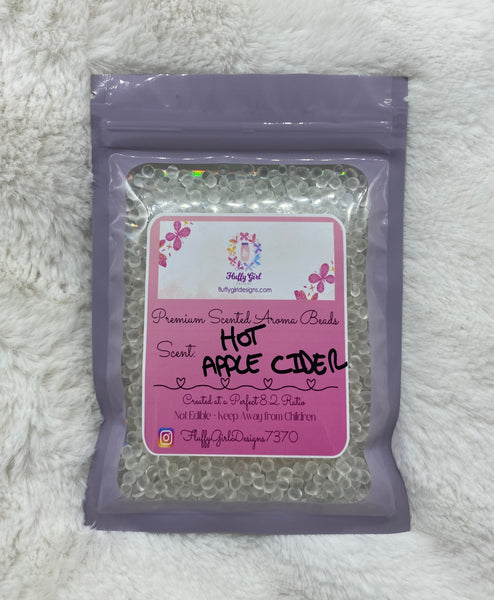 Fluffy Girl
fluffygirldesigns.com
Premium Scented Aroma Beads
Scent: HOT
APPLE CIDER
Created at a Perfect 8:2 Ratio
Not Edible - Keep Away from Children
FluffyGirlsDesigns7370